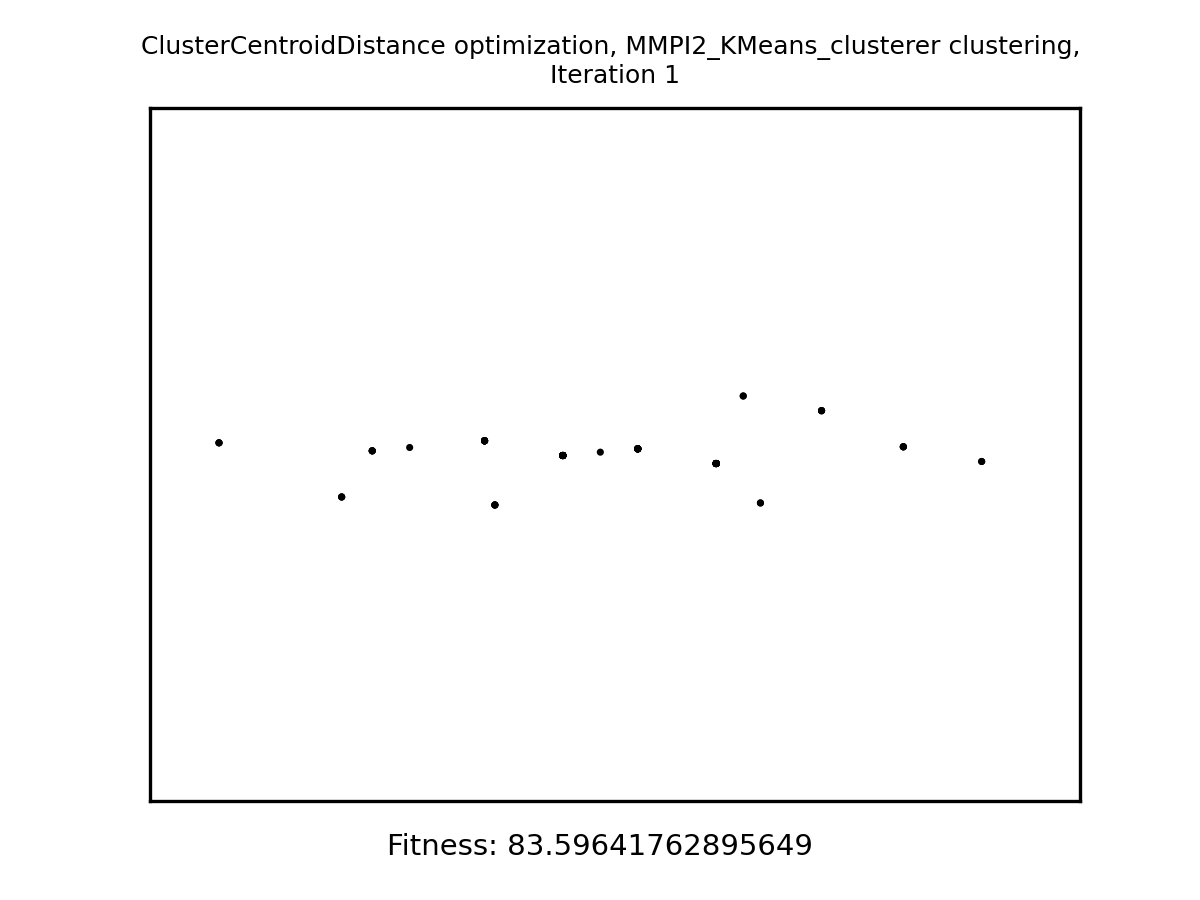 ClusterCentroidDistance optimization, MMPI2_KMeans_clusterer clustering,
Iteration 1
Fitness: 83.59641762895649